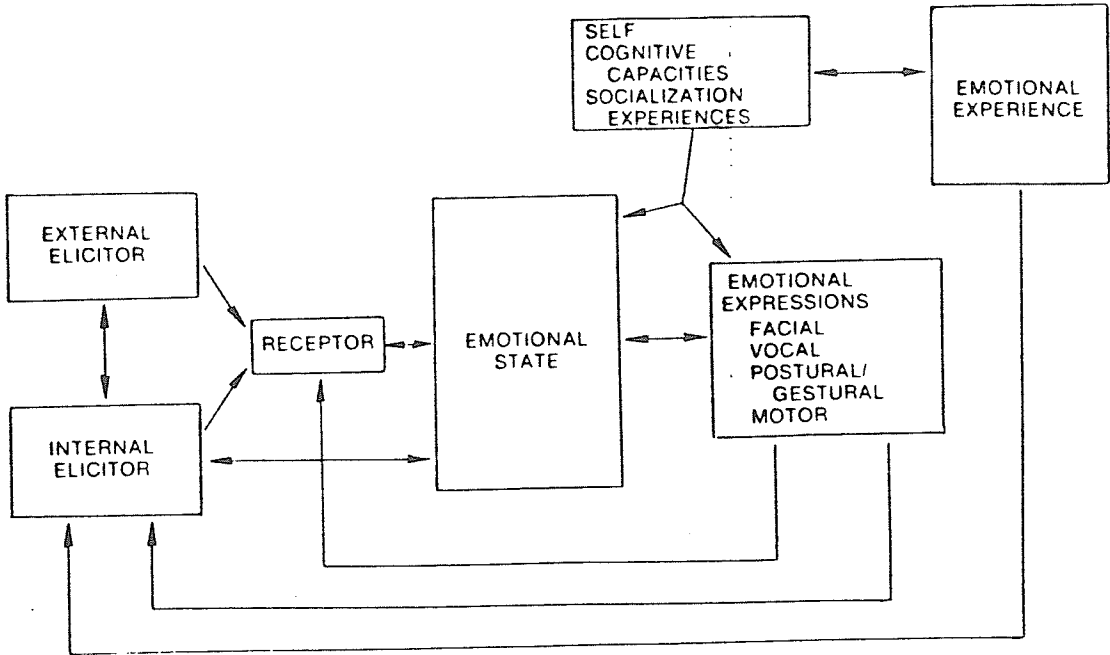 SELF
COGNITIVE
CAPACITIES
SOCIALIZATION
EXPERIENCES
EMOTIONAL
EXPERIENCE
EXTERNAL
ELICITOR
RECEPTOR
EMOTIONAL
STATE
EMOTIONAL
EXPRESSIONS
FACIAL
VOCAL
POSTURAL/
GESTURAL
MOTOR
INTERNAL
ELICITOR